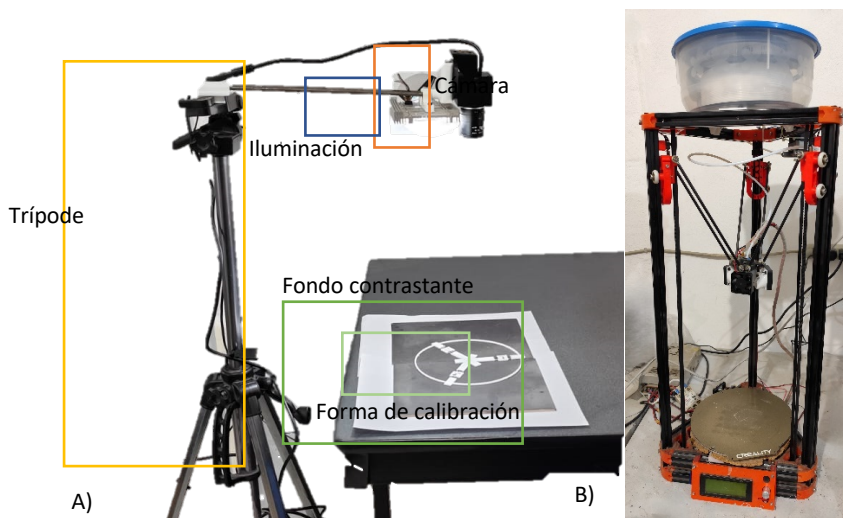 Cámara
Iluminación
Trípode
Fondo contrastante
Forma de calibración
A)
B)
CREALITY